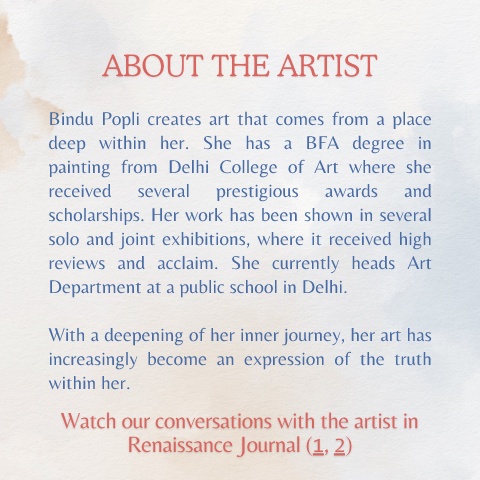 ABOUT THE ARTIST
Bindu Popli creates art that comes from a place
deep within her. She has a BFA degree in
painting from Delhi College of Art where she
received several prestigious awards and
scholarships. Her work has been shown in several
solo and joint exhibitions, where it received high
reviews and acclaim. She currently heads Art
Department at a public school in Delhi.
With a deepening of her inner journey, her art has
increasingly become an expression of the truth
within her.
Watch our conversations with the artist in
Renaissance Journal (1, 2)